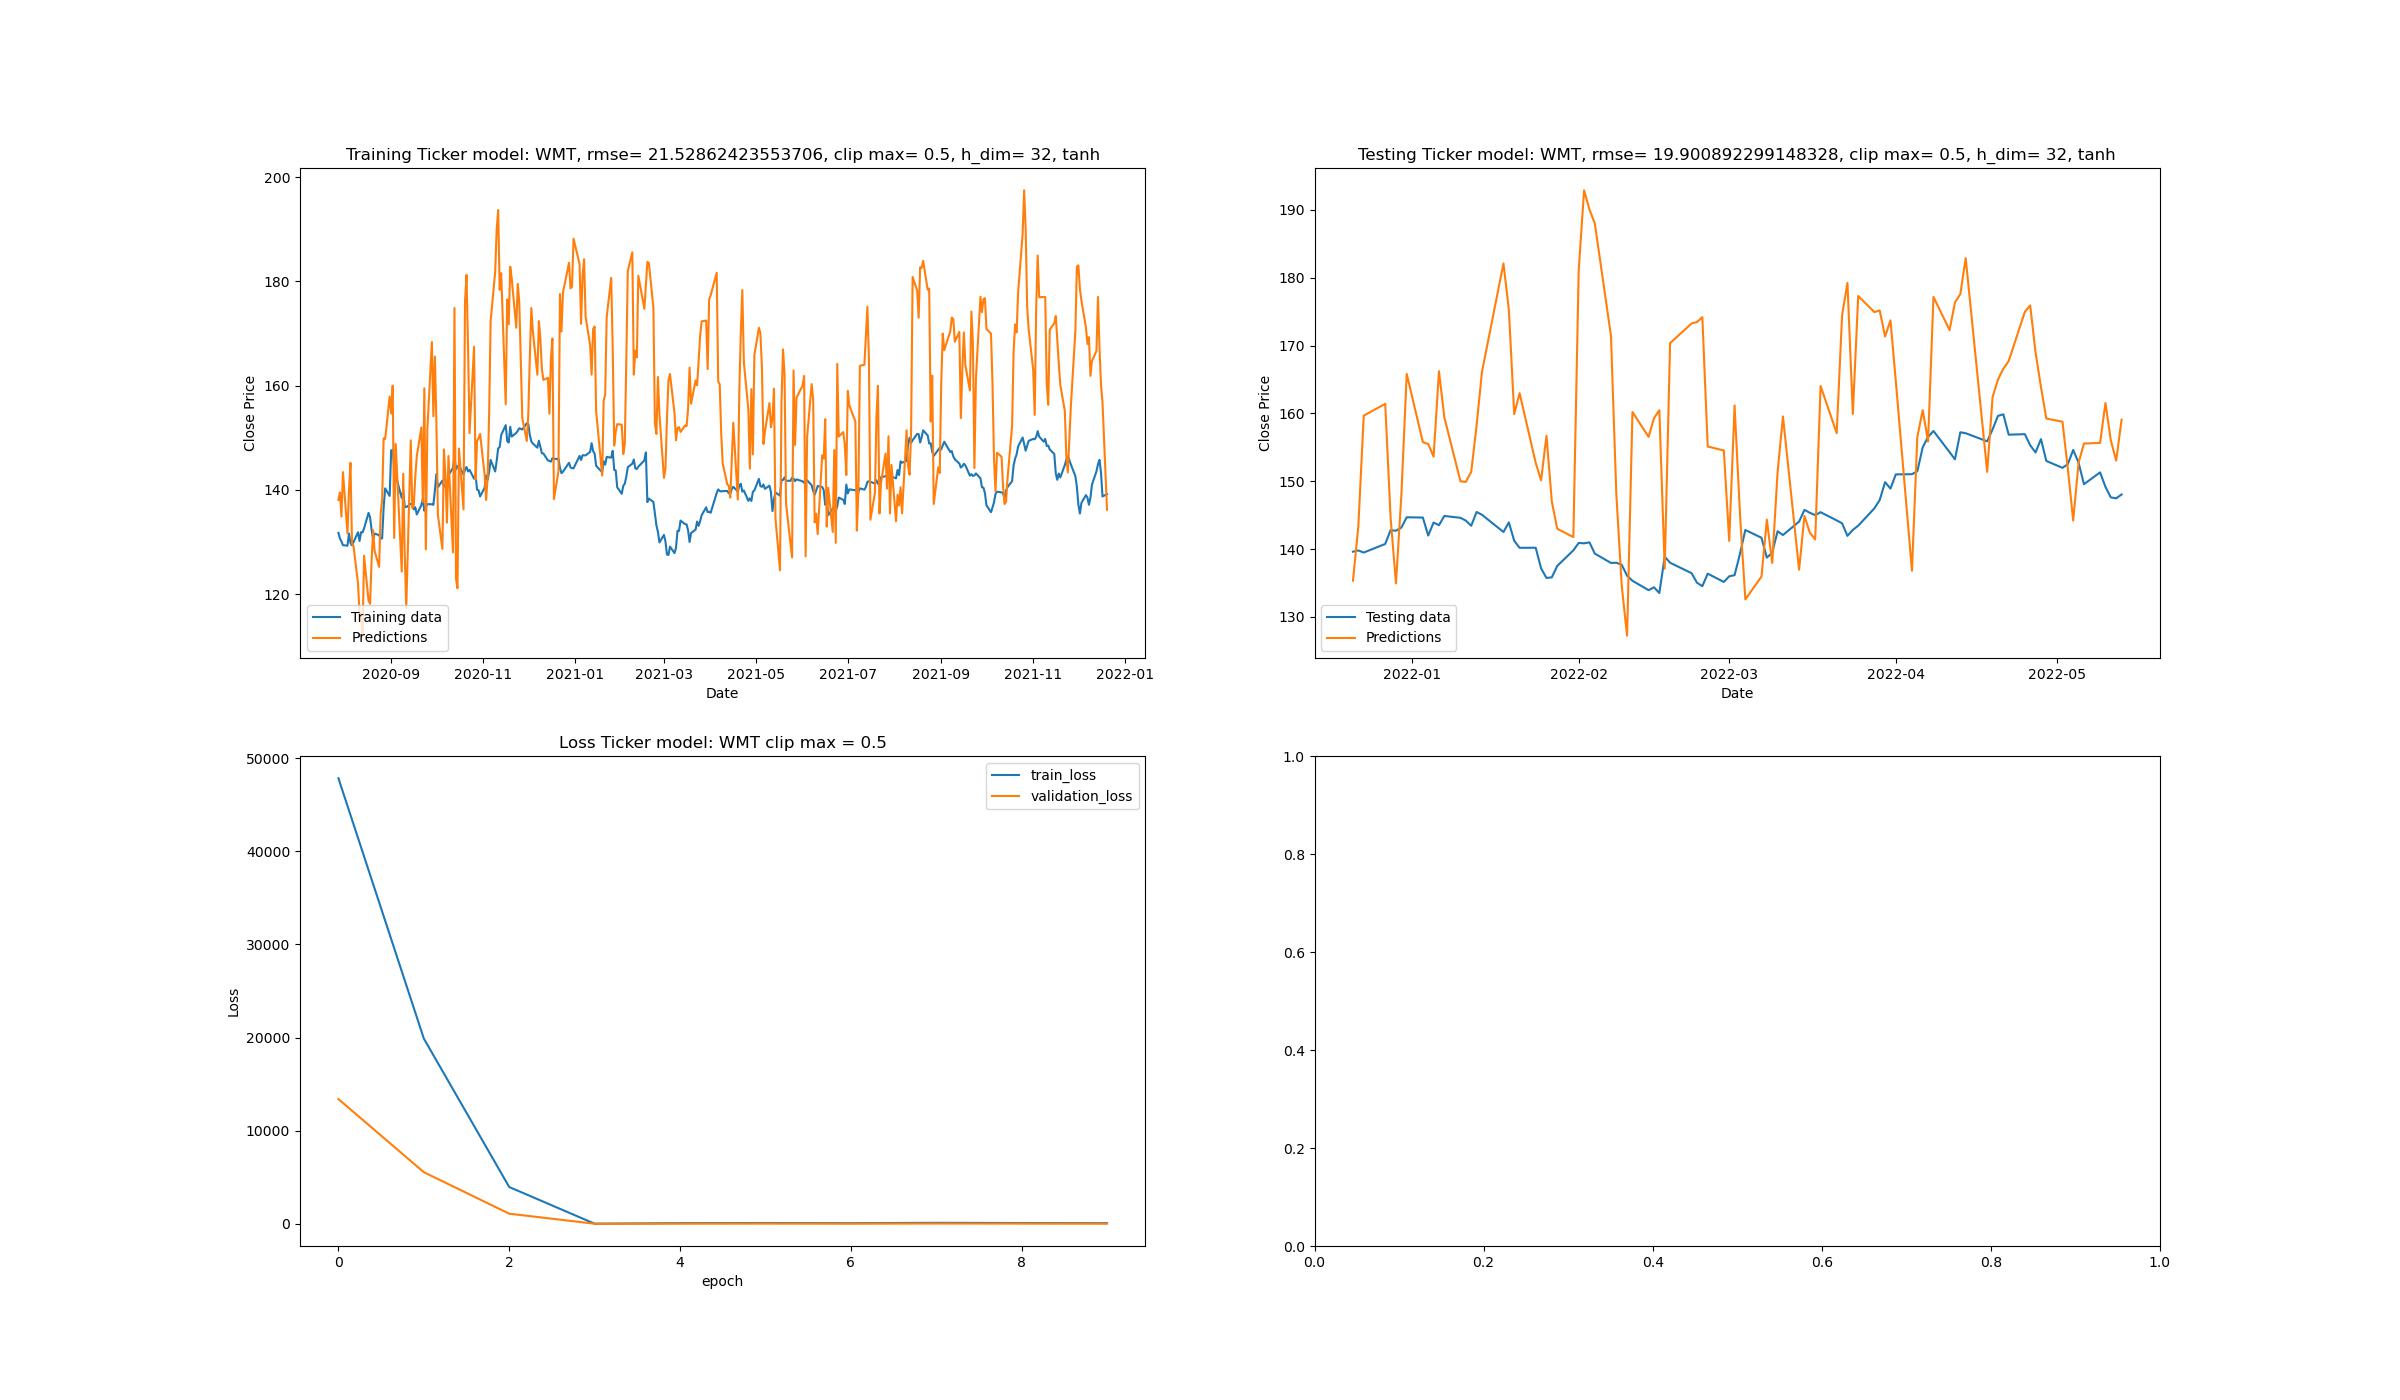 Training Ticker model: WMT, rmse= 21.52862423553706, clip max= 0.5, h_dim= 32, tanh
200
180
160
140
120
Close Price
Training data
Predictions
2020-09 2020-11 2021-01 2021-03 2021-05 2021-07 2021-09 2021-11 2022-01
Date
Testing Ticker model: WMT, rmse= 19.900892299148328, clip max= 0.5, h_dim= 32, tanh
190
180
170
160
150
140
130
Close Price
Testing data
Predictions
2022-01 2022-02 2022-03 2022-04 2022-05
Date
Loss Ticker model: WMT clip max = 0.5
50000
40000
30000
20000
10000
0
Loss
train_loss
validation_loss
0 2 4 6 8
epoch
1.0
0.8
0.6
0.4
0.2
0.0
0.0 0.2 0.4 0.6 0.8 1.0